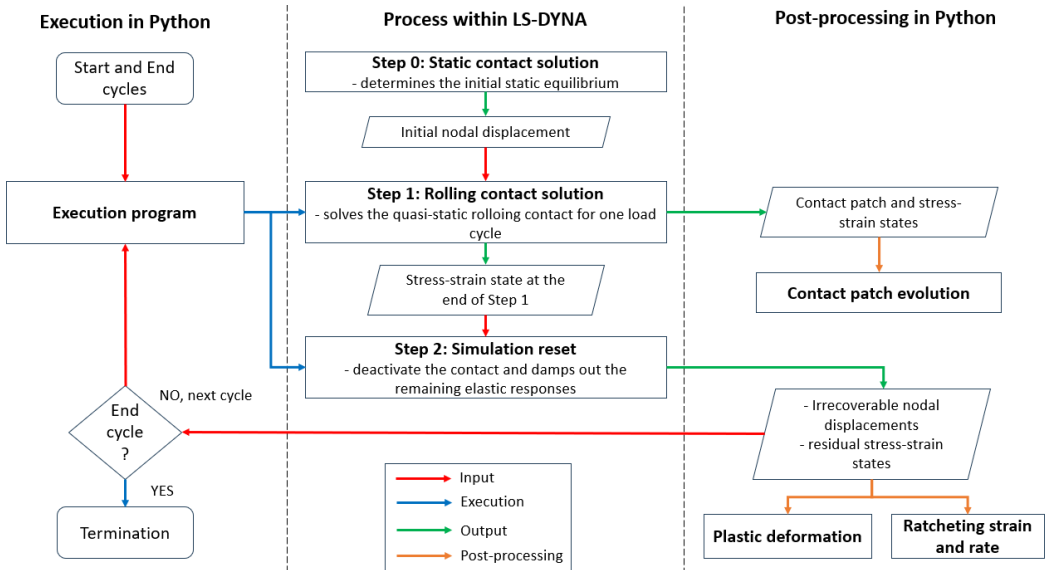 Execution in Python
Process within LS-DYNA
Post-processing in Python
Start and End
cycles
Execution program
NO, next cycle
End
cycle
?
YES
Termination
Step 0: Static contact solution
- determines the initial static equilibrium
Initial nodal displacement
Step 1: Rolling contact solution
- solves the quasi-static rolloing contact for one load
cycle
Stress-strain state at the
end of Step 1
Step 2: Simulation reset
- deactivate the contact and damps out the
remaining elastic responses
Input
Execution
Output
Post-processing
Contact patch and stress-
strain states
Contact patch evolution
- Irrecoverable nodal
displacements
- residual stress-strain
states
Plastic deformation
Ratcheting strain
and rate